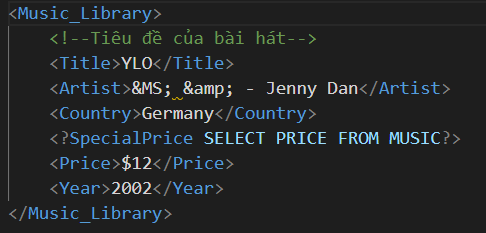 <Music_Library>
<!--Tiêu đề của bài hát-->
<Title>YLO</Title>
<Artist>&MS; &amp; - Jenny Dan</Artist>
<Country>Germany</Country>
<?SpecialPrice SELECT PRICE FROM MUSIC?>
<Price>$12</Price>
<Year>2002</Year>
</Music_Library>